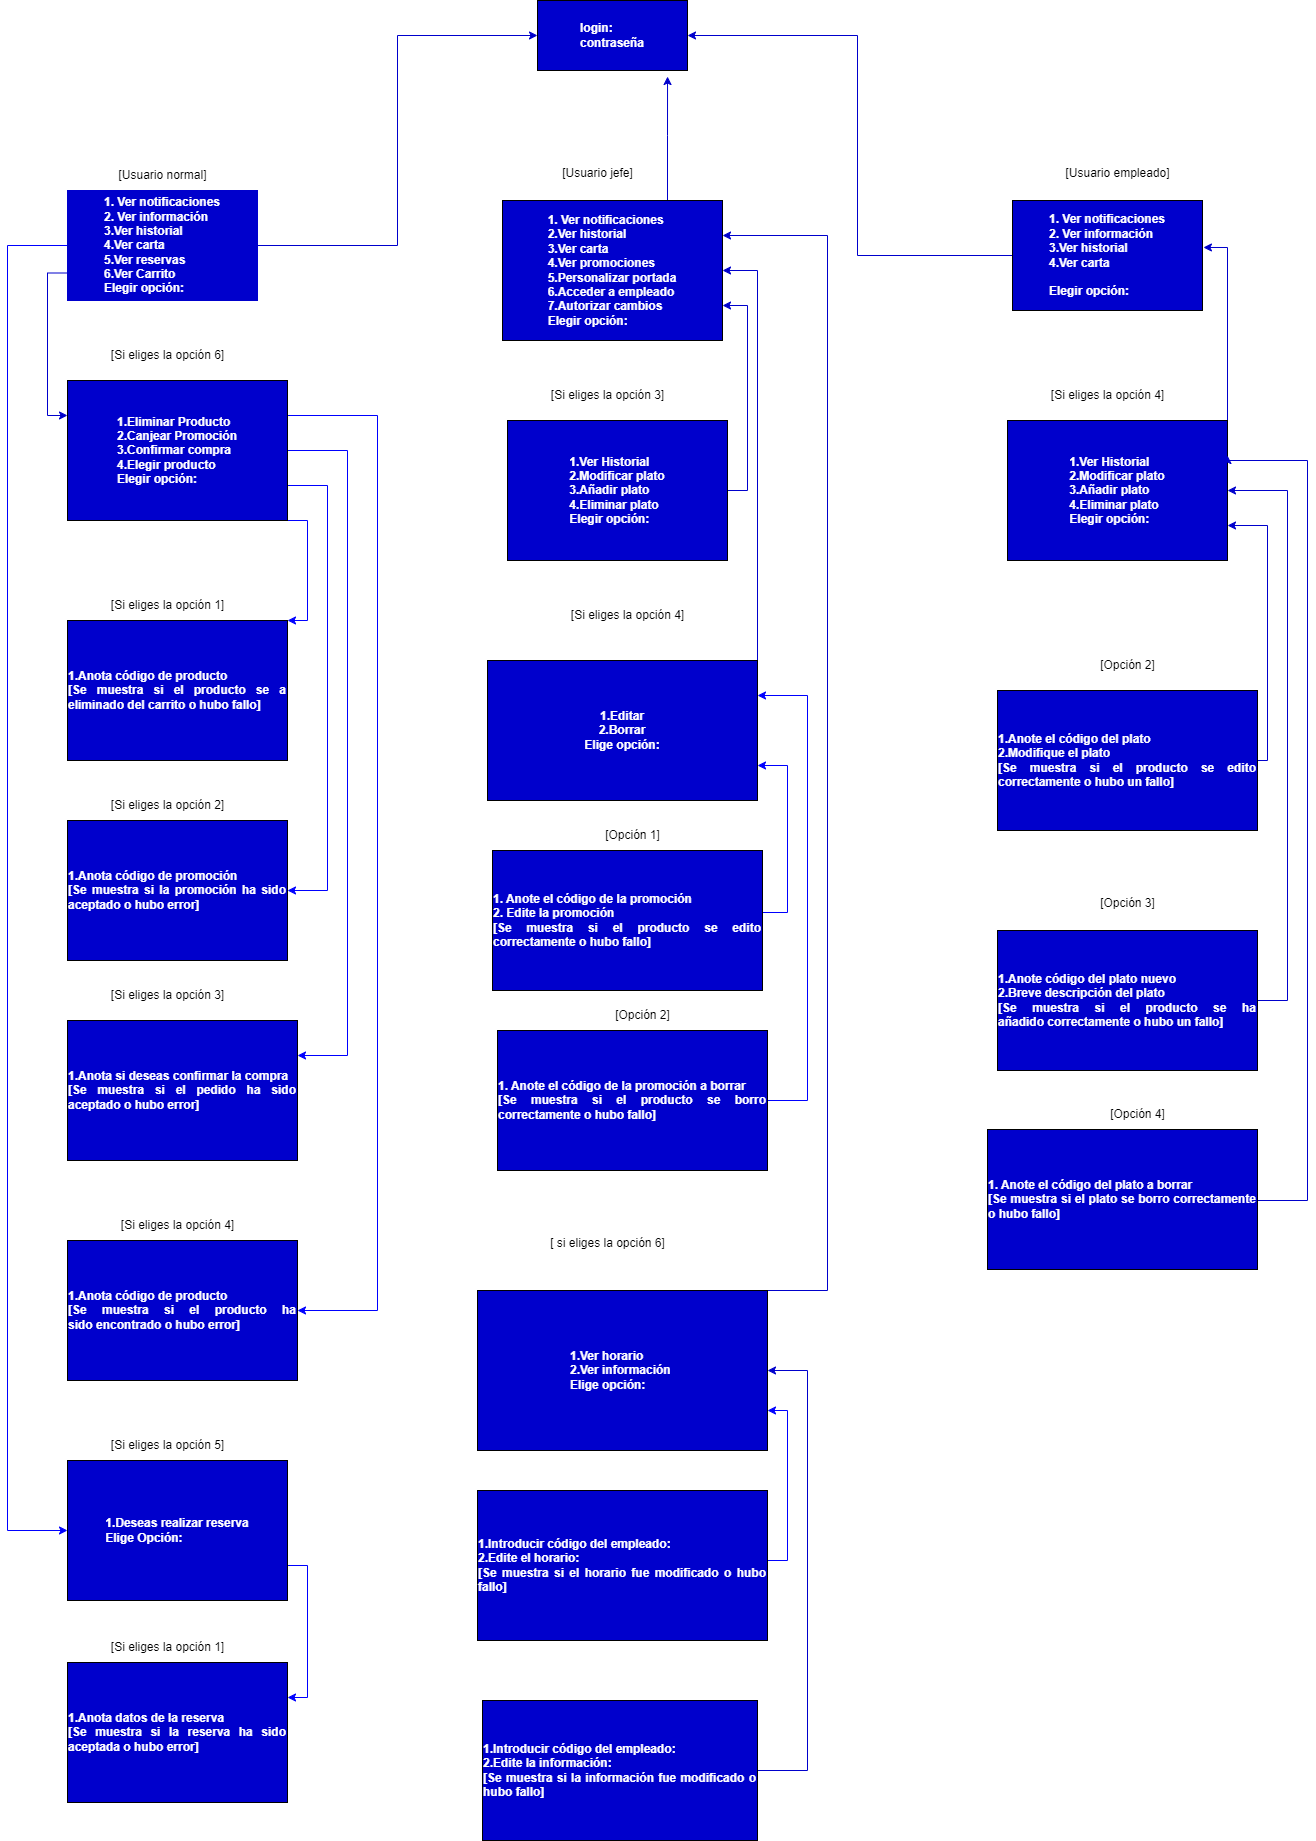 login:
contraseña
[Usuario normal]
1. Ver notificaciones
2. Ver información
3.Ver historial
4.Ver carta
5.Ver reservas
6.Ver Carrito
Elegir opción:
[Si eliges la opción 6]
1.Eliminar Producto
2.Canjear Promoción
3.Confirmar compra
4.Elegir producto
Elegir opción:
[Si eliges la opción 1]
1.Anota código de producto
[Se muestra si el producto se a
eliminado del carrito o hubo fallo]
[Si eliges la opción 2]
1.Anota código de promoción
[Se muestra si la promoción ha sido
aceptado o hubo error]
[Si eliges la opción 3]
1.Anota si deseas confirmar la compra
[Se muestra si el pedido ha sido
aceptado o hubo error]
[Si eliges la opción 4]
1.Anota código de producto
[Se muestra si el producto ha
sido encontrado o hubo error]
[Si eliges la opción 5]
1.Deseas realizar reserva
Elige Opción:
[Si eliges la opción 1]
1.Anota datos de la reserva
[Se muestra si la reserva ha sido
aceptada o hubo error]
[Usuario jefe]
1. Ver notificaciones
2.Ver historial
3.Ver carta
4.Ver promociones
5.Personalizar portada
6.Acceder a empleado
7.Autorizar cambios
Elegir opción:
[Si eliges la opción 3]
1.Ver Historial
2.Modificar plato
3.Añadir plato
4.Eliminar plato
Elegir opción:
[Si eliges la opción 4]
1.Editar
2.Borrar
Elige opción:
[Opción 1]
1. Anote el código de la promoción
2. Edite la promoción
[Se muestra si el producto se edito
correctamente o hubo fallo]
[Opción 2]
1. Anote el código de la promoción a borrar
[Se muestra si el producto se borro
correctamente o hubo fallo]
[ si eliges la opción 6]
1.Ver horario
2.Ver información
Elige opción:
1.Introducir código del empleado:
2.Edite el horario:
[Se muestra si el horario fue modificado o hubo
fallo]
1.Introducir código del empleado:
2.Edite la información:
[Se muestra si la información fue modificado o
hubo fallo]
[Usuario empleado]
1. Ver notificaciones
2. Ver información
3.Ver historial
4.Ver carta
Elegir opción:
[Si eliges la opción 4]
1.Ver Historial
2.Modificar plato
3.Añadir plato
4.Eliminar plato
Elegir opción:
[Opción 2]
1.Anote el código del plato
2.Modifique el plato
[Se muestra si el producto se edito
correctamente o hubo un fallo]
[Opción 3]
1.Anote código del plato nuevo
2.Breve descripción del plato
[Se muestra si el producto se ha
añadido correctamente o hubo un fallo]
[Opción 4]
1. Anote el código del plato a borrar
[Se muestra si el plato se borro correctamente
o hubo fallo]